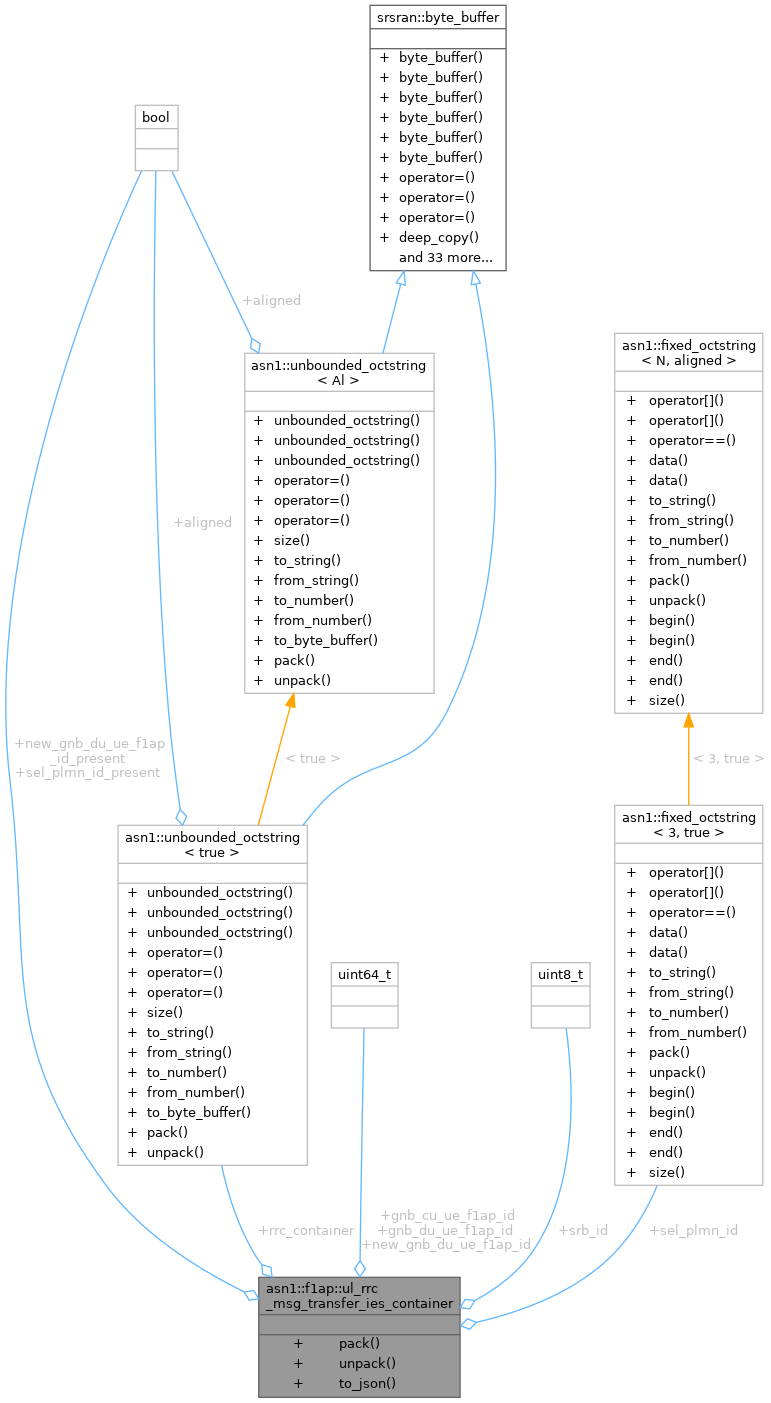 srsran::byte_buffer
+ byte_buffer()
+ byte_buffer()
+ byte_buffer()
+ byte_buffer()
+ byte_buffer()
+ byte_buffer()
+ operator=()
+ operator=()
+ operator=()
+ deep_copy()
and 33 more...
bool
+aligned
asn1::unbounded_octstring
< Al >
+ unbounded_octstring()
+ unbounded_octstring()
+ unbounded_octstring()
+ operator=()
+ operator=()
+ operator=()
+ size()
+ to_string()
+ from_string()
+ to_number()
+ from_number()
+ to_byte_buffer()
+ pack()
+ unpack()
asn1::fixed_octstring
< N, aligned >
+ operator[]()
+ operator[]()
+ operator==()
+ data()
+ data()
+ to_string()
+ from_string()
+ to_number()
+ from_number()
+ pack()
+ unpack()
+ begin()
+ begin()
+ end()
+ end()
+ size()
+aligned
+new_gnb_du_ue_f1ap
_id_present
+sel_plmn_id_present
< true >
< 3, true >
asn1::unbounded_octstring
< true >
+ unbounded_octstring()
+ unbounded_octstring()
+ unbounded_octstring()
+ operator=()
+ operator=()
+ operator=()
+ size()
+ to_string()
+ from_string()
+ to_number()
+ from_number()
+ to_byte_buffer()
+ pack()
+ unpack()
uint64_t
uint8_t
asn1::fixed_octstring
< 3, true >
+ operator[]()
+ operator[]()
+ operator==()
+ data()
+ data()
+ to_string()
+ from_string()
+ to_number()
+ from_number()
+ pack()
+ unpack()
+ begin()
+ begin()
+ end()
+ end()
+ size()
+rrc_container
+gnb_cu_ue_f1ap_id
+gnb_du_ue_f1ap_id
+new_gnb_du_ue_f1ap_id
+srb_id
+sel_plmn_id
asn1::f1ap::ul_rrc
_msg_transfer_ies_container
+ pack()
+ unpack()
+ to_json()